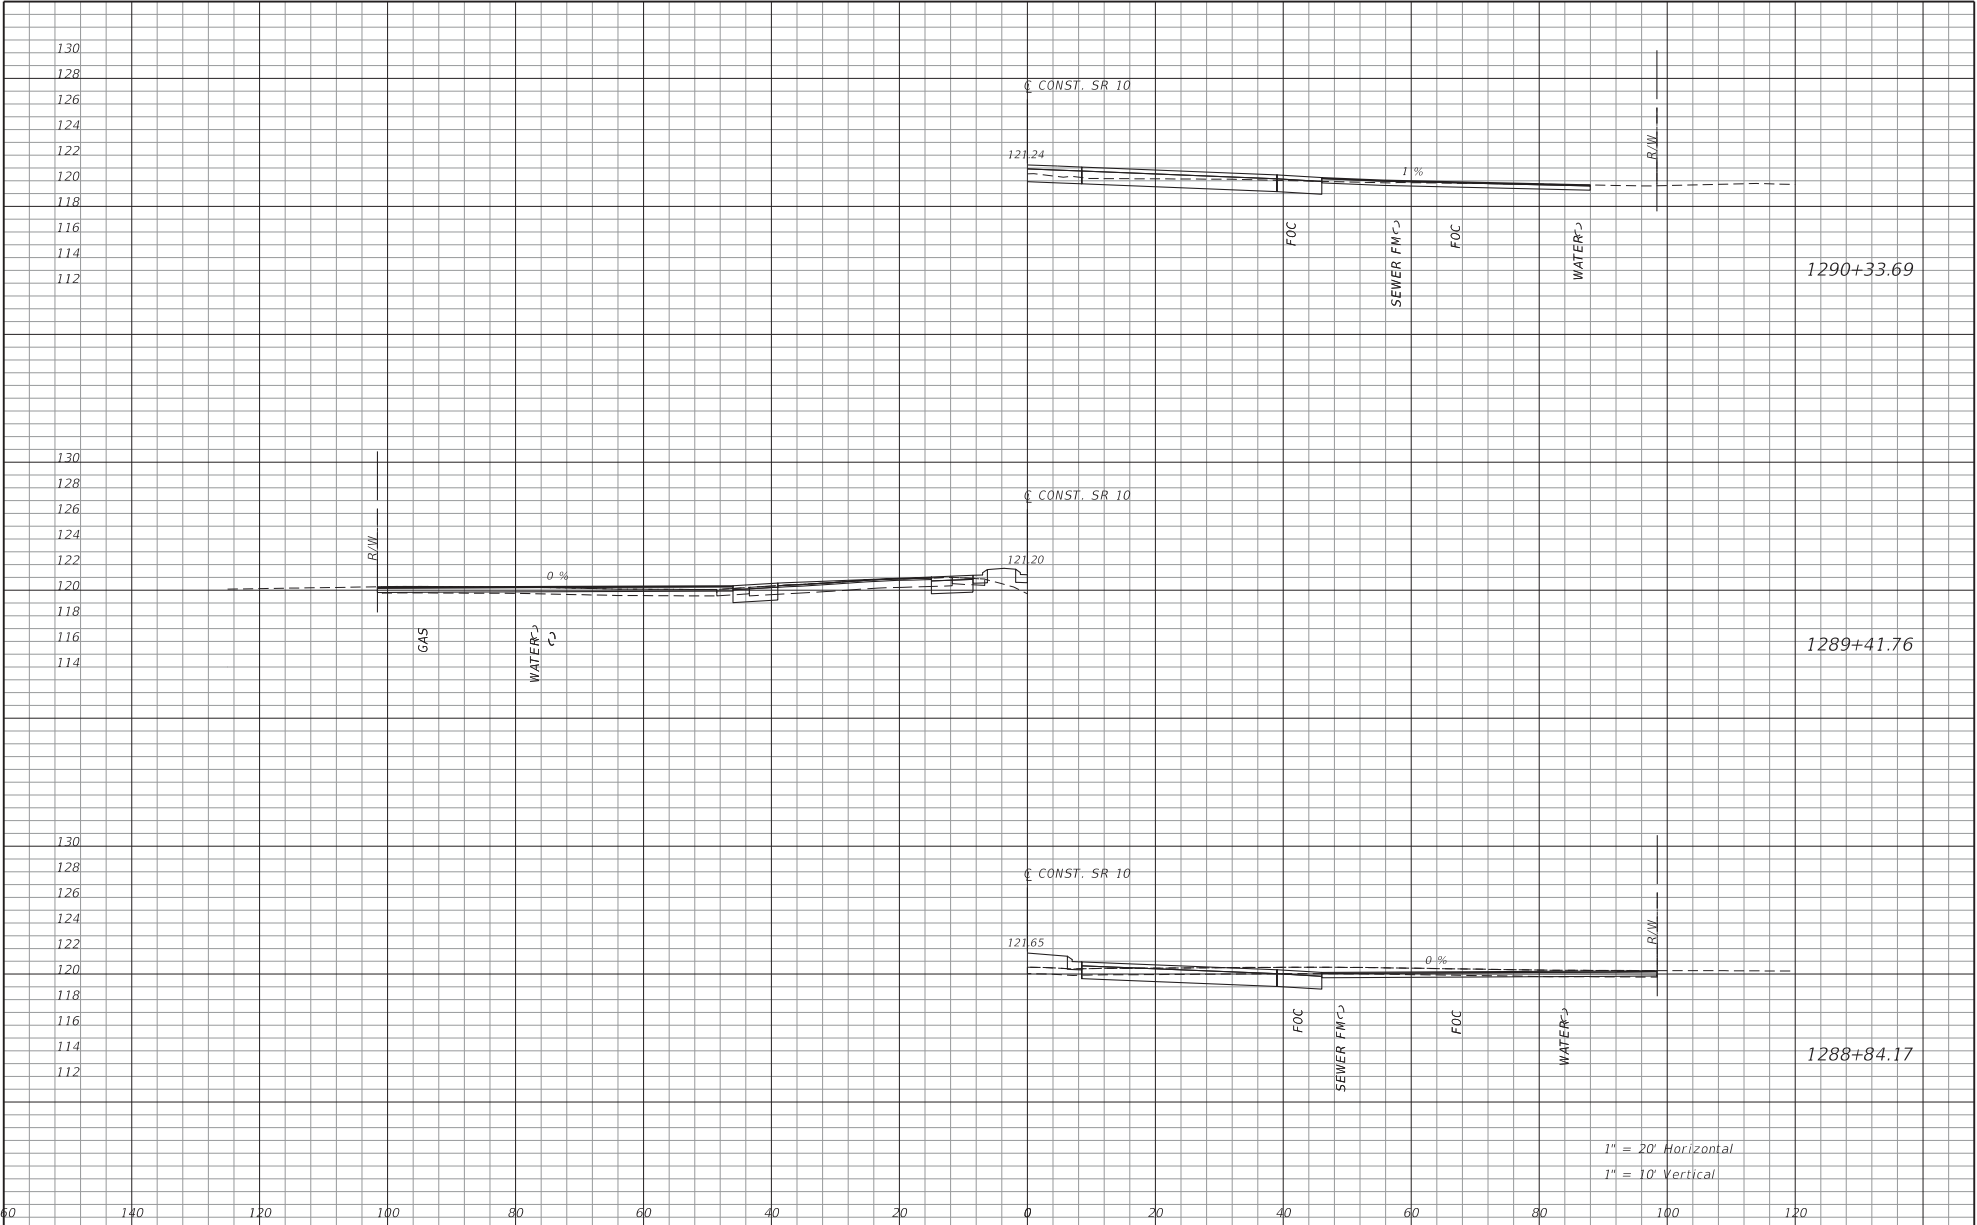 130
128
126
℄ CONST. SR 10
124
122
121.24
R/W
120
1 %
118
116
FOC
SEWER FM
FOC
WATER
114
112
1290+33.69
130
128
126
℄ CONST. SR 10
124
R/W
122
121.20
120
0 %
118
116
GAS
WATER
114
1289+41.76
130
128
126
℄ CONST. SR 10
124
R/W
122
121.65
120
0 %
118
116
FOC
SEWER FM
FOC
WATER
114
112
1288+84.17
1" = 20' Horizontal
1" = 10' Vertical
60 140 120 100 80 60 40 20 0 20 40 60 80 100 120